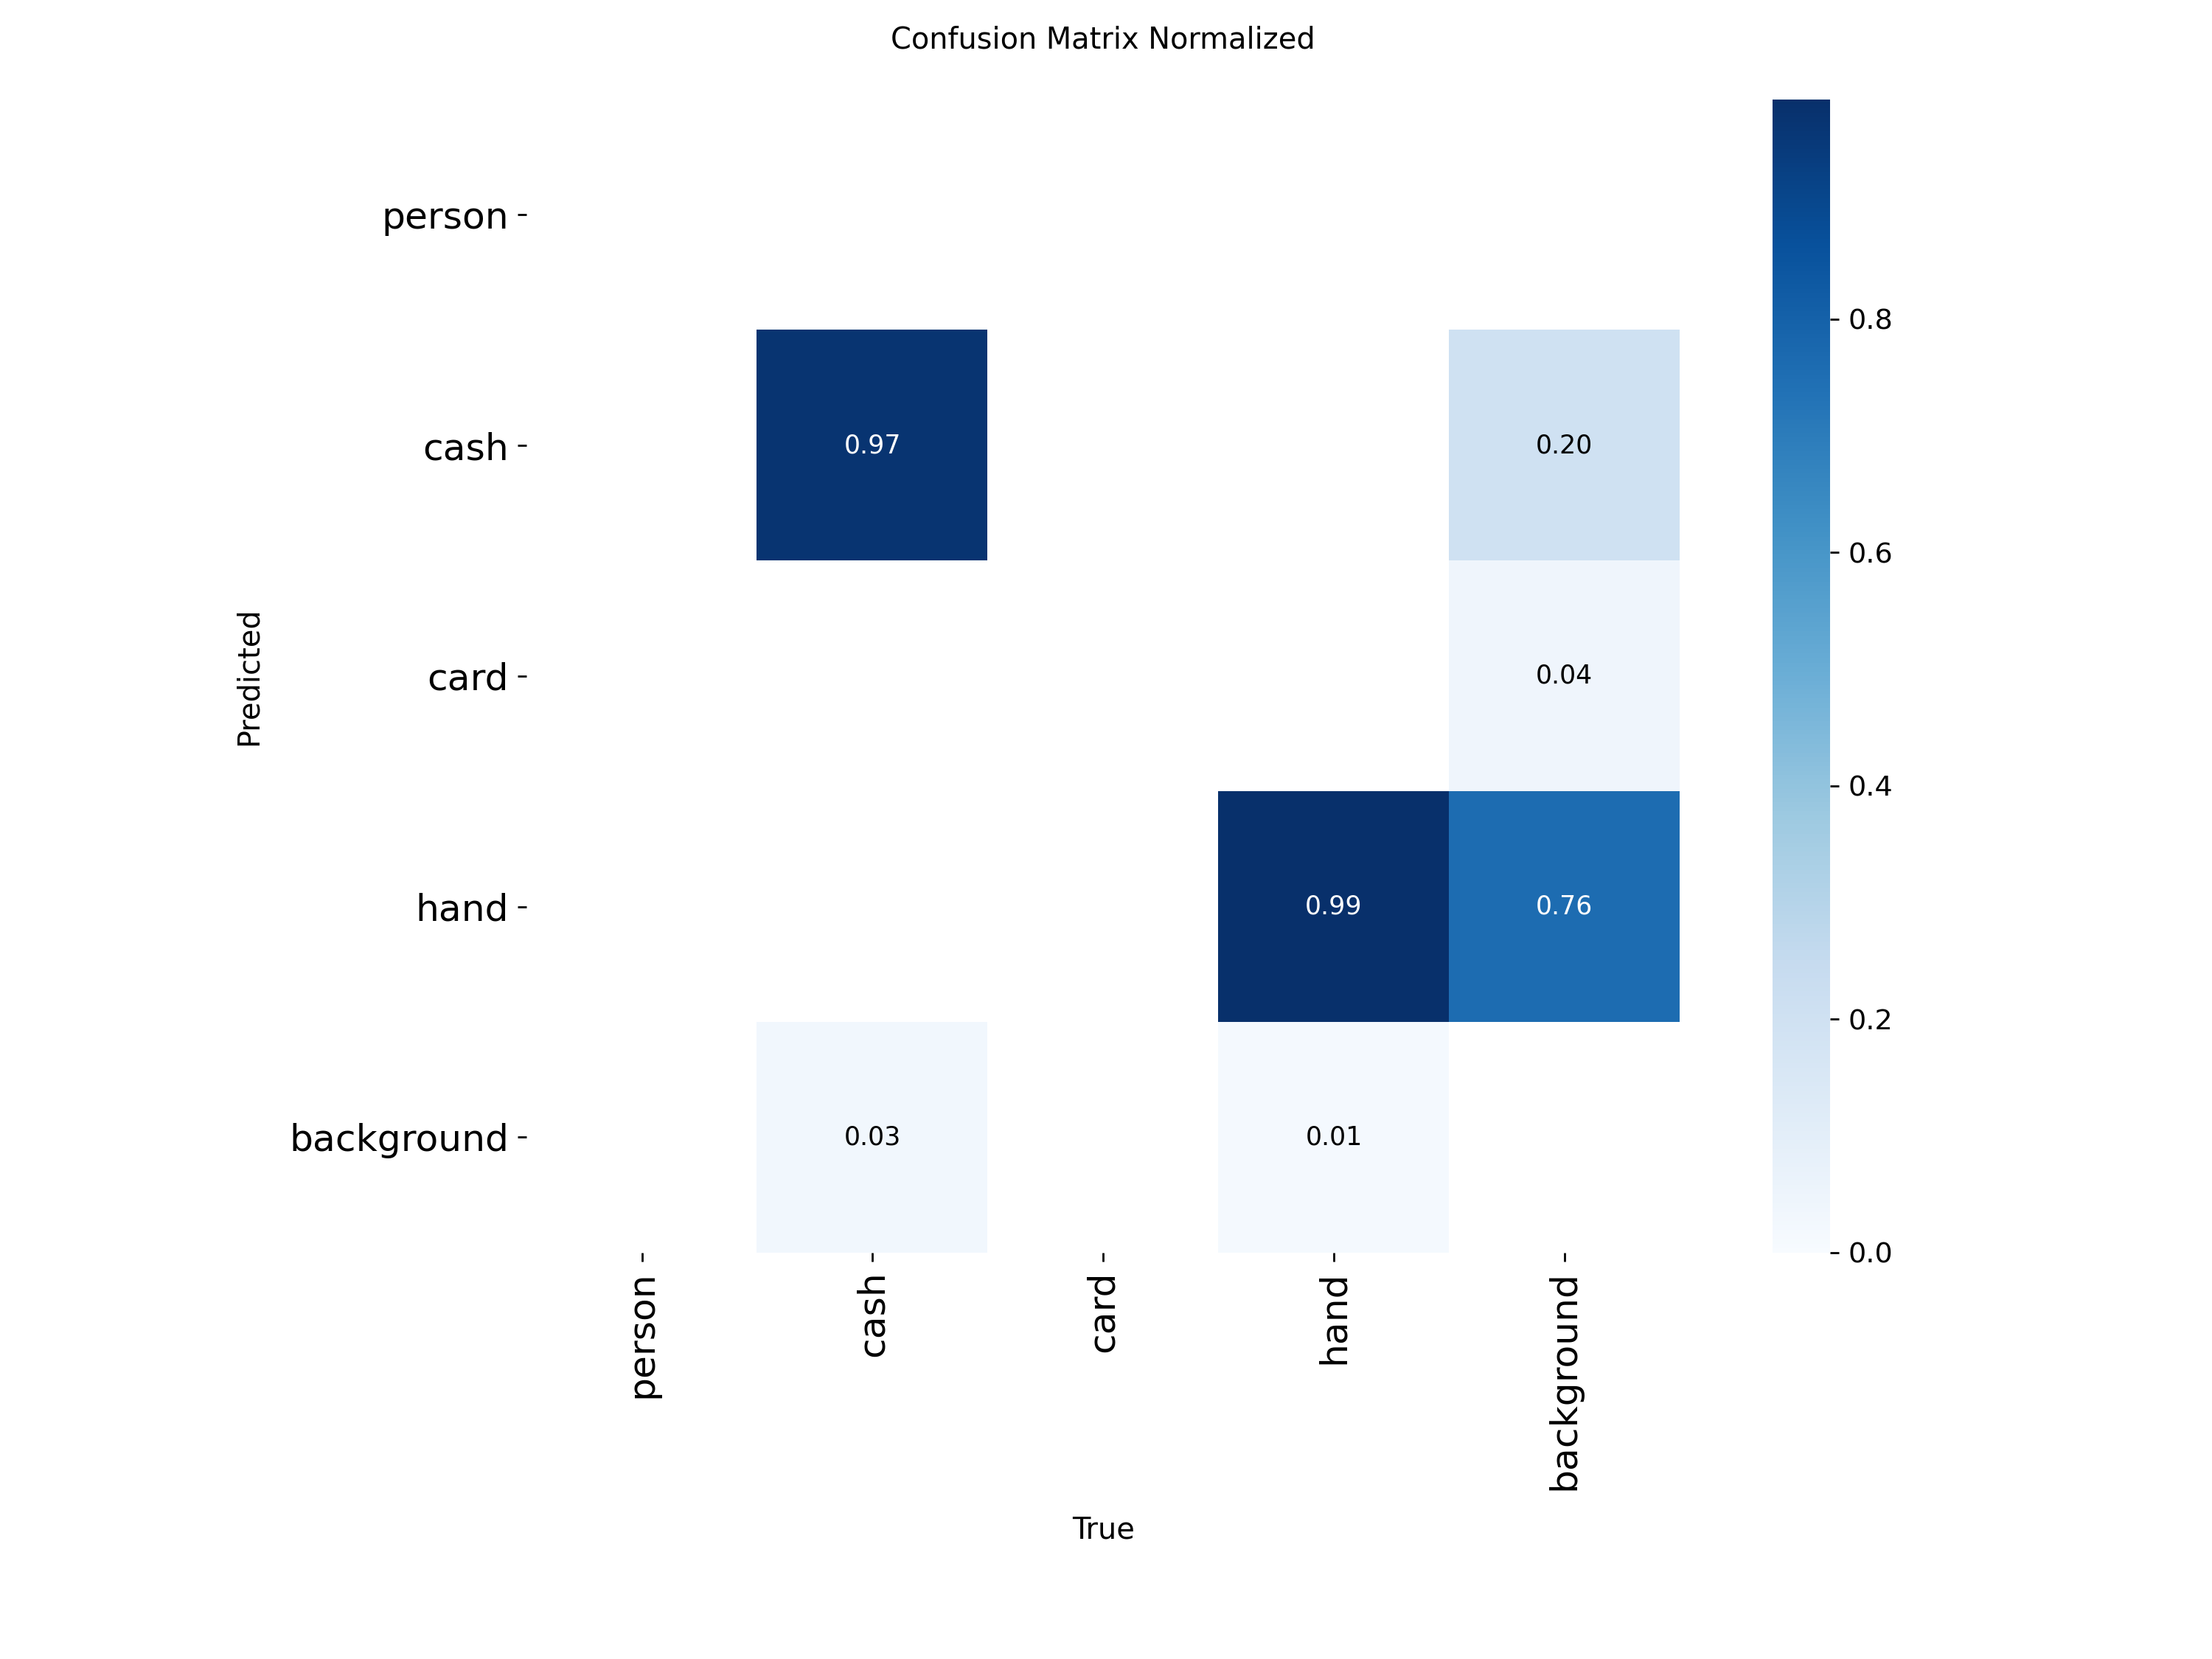 Confusion Matrix Normalized
person
cash
card
hand
background
Predicted
0.97
0.20
0.04
0.99
0.76
0.03
0.01
0.8
0.6
0.4
0.2
0.0
person
cash
card
hand
background
True